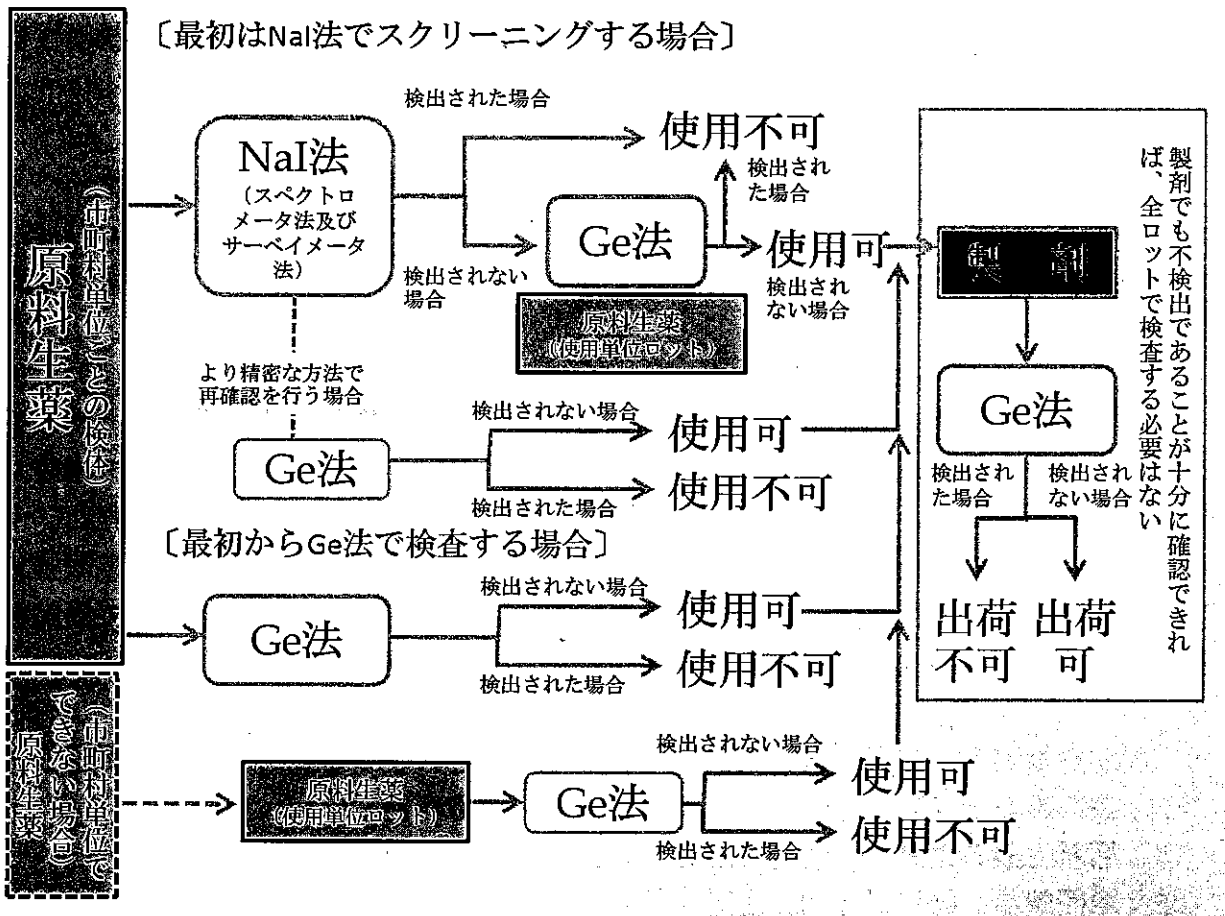 〔最初はNaI法でスクリーニングする場合〕
原料生薬
（市町村単位ごとの検体）
NaI法
（スペクトロ
メータ法及び
サーベイメータ
法）
検出された場合
使用不可
検出されない
場合
Ge法
原料生薬
（使用単位ロット）
検出され
た場合
使用可
検出され
ない場合
より精密な方法で
再確認を行う場合
Ge法
検出されない場合
使用可
検出された場合
使用不可
〔最初からGe法で検査する場合〕
Ge法
検出されない場合
使用可
検出された場合
使用不可
（市町村単位で
できない場合）
原料生薬
原料生薬
（使用単位ロット）
Ge法
検出されない場合
使用可
検出された場合
使用不可
製剤でも不検出であることが十分に確認できれ
ば、全ロットで検査する必要はない
製剤
Ge法
検出され
た場合
検出され
ない場合
出荷
不可
出荷
可